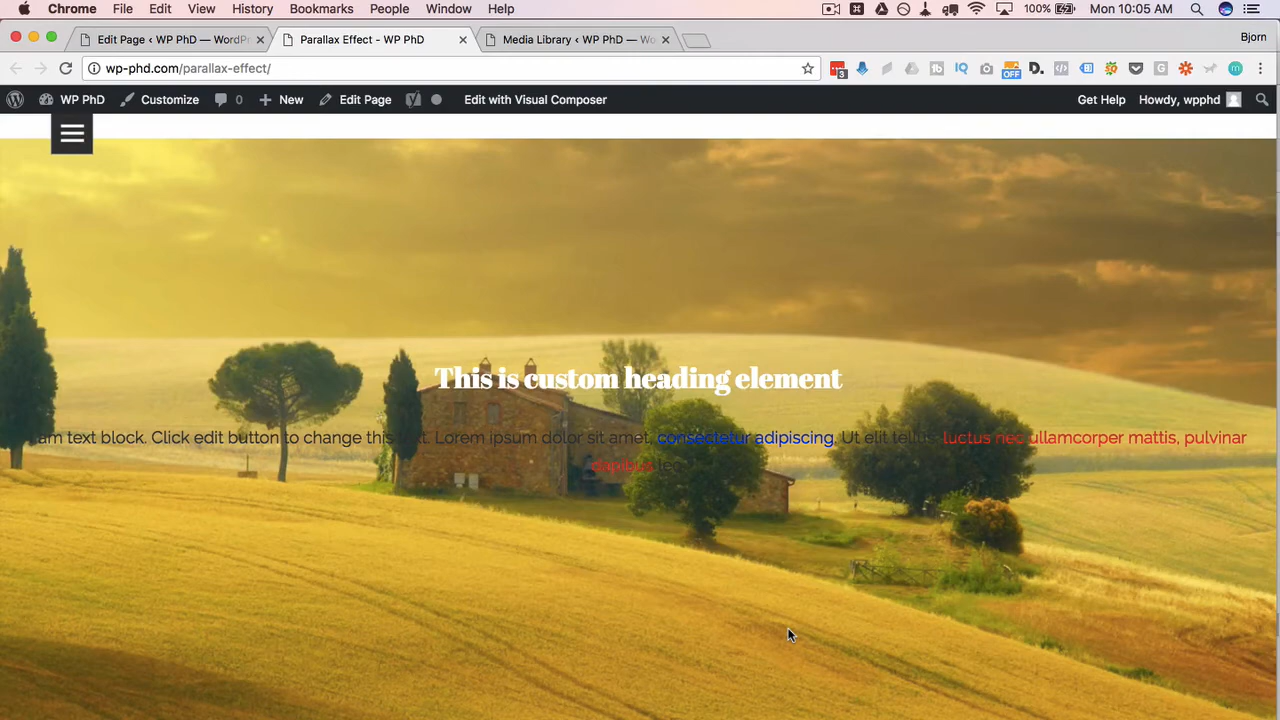 Chrome File Edit View History Bookmarks People Window Help 100% Mon 10:05 AM
Edit Page ‹ WP PhD — WordPr Parallax Effect - WP PhD Media Library ‹ WP PhD — Wo Bjorn
wp-phd.com/parallax-effect/ 3 tb IQ OFF D. G m
WP PhD Customize 0 New Edit Page Edit with Visual Composer Get Help Howdy, wpphd
This is custom heading element
I am text block. Click edit button to change this text. Lorem ipsum dolor sit amet, consectetur adipiscing. Ut elit tellus, luctus nec ullamcorper mattis, pulvinar
dapibus leo.